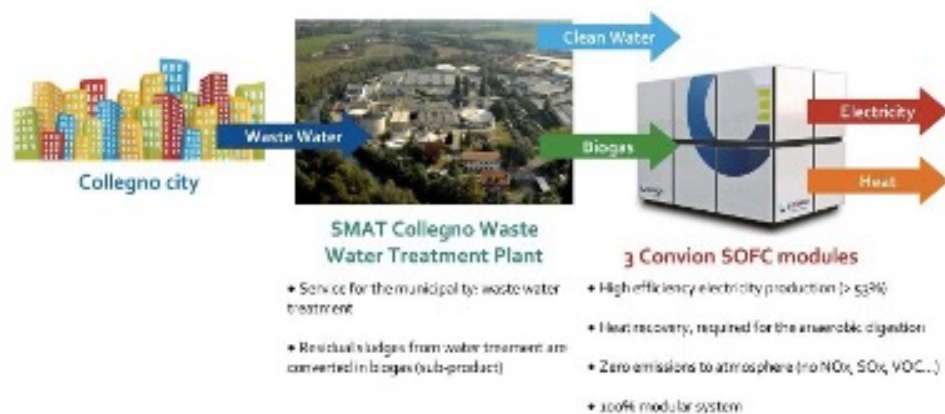 Clean Water
Electricity
Waste Water
Biogas
Heat
Collegno city
SMAT Collegno Waste
Water Treatment Plant
• Service for the municipality: waste water
treatment
• Residual sludges from water treament are
converted in biogas (sub-product)
3 Convion SOFC modules
• High efficiency electricity production (> 53%)
• Heat recovery, required for the anaerobic digestion
• Zero emissions to atmosphere (no NOx, SOx, VOC...)
• 100% modular system